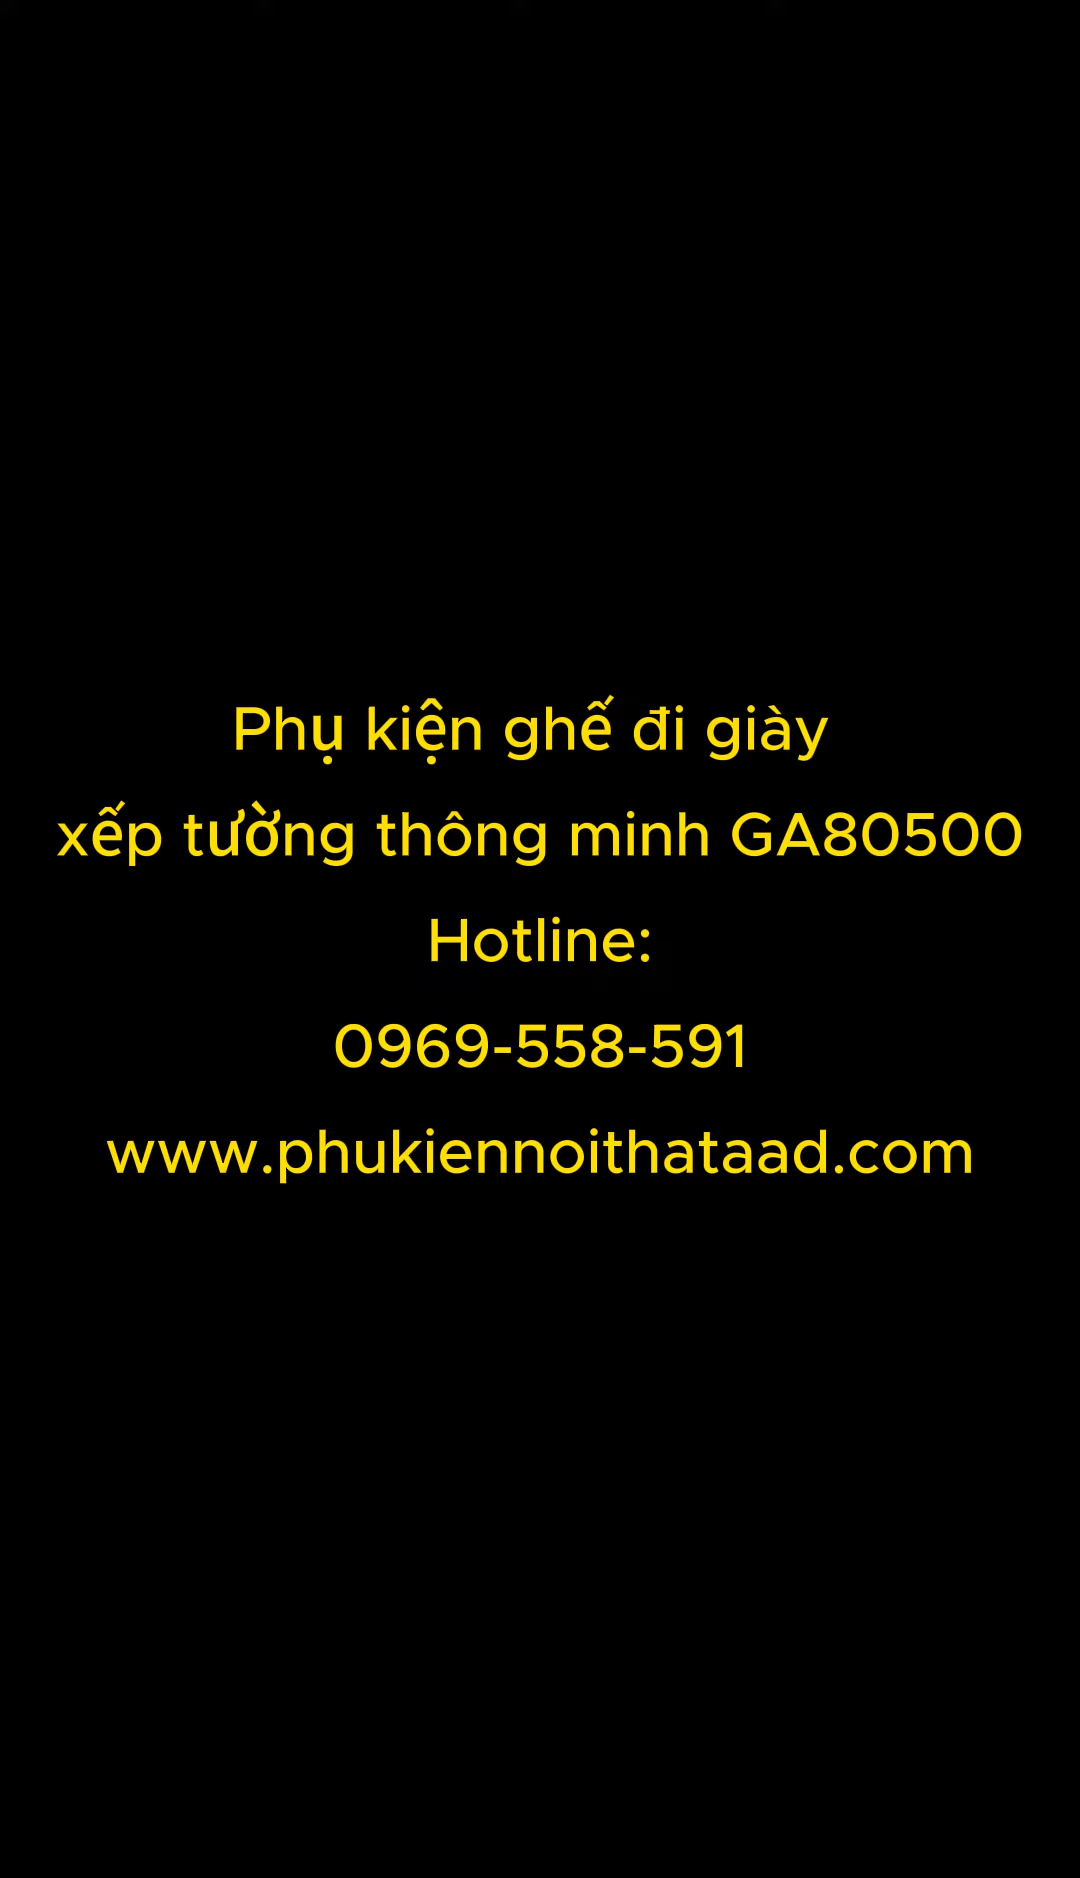 Phụ kiện ghế đi giày
xếp tường thông minh GA80500
Hotline:
0969-558-591
www.phukiennoithataad.com